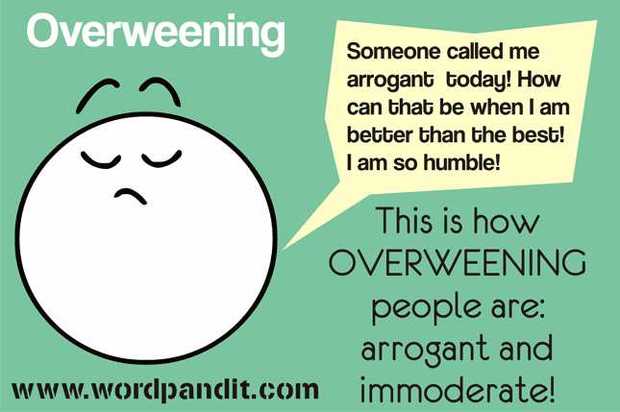 Overweening
Someone called me
arrogant today! How
can that be when I am
better than the best!
I am so humble!
This is how
OVERWEENING
people are:
arrogant and
immoderate!
www.wordpandit.com